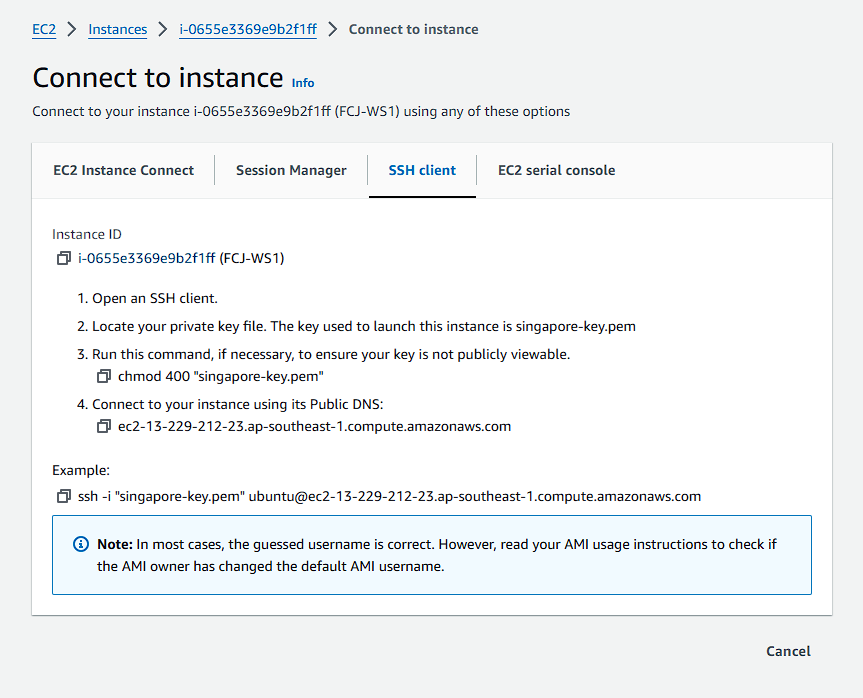 EC2 > Instances > i-0655e3369e9b2f1ff > Connect to instance
Connect to instance Info
Connect to your instance i-0655e3369e9b2f1ff (FCJ-WS1) using any of these options
EC2 Instance Connect Session Manager SSH client EC2 serial console
Instance ID
i-0655e3369e9b2f1ff (FCJ-WS1)
1. Open an SSH client.
2. Locate your private key file. The key used to launch this instance is singapore-key.pem
3. Run this command, if necessary, to ensure your key is not publicly viewable.
chmod 400 "singapore-key.pem"
4. Connect to your instance using its Public DNS:
ec2-13-229-212-23.ap-southeast-1.compute.amazonaws.com
Example:
ssh -i "singapore-key.pem" ubuntu@ec2-13-229-212-23.ap-southeast-1.compute.amazonaws.com
Note: In most cases, the guessed username is correct. However, read your AMI usage instructions to check if
the AMI owner has changed the default AMI username.
Cancel